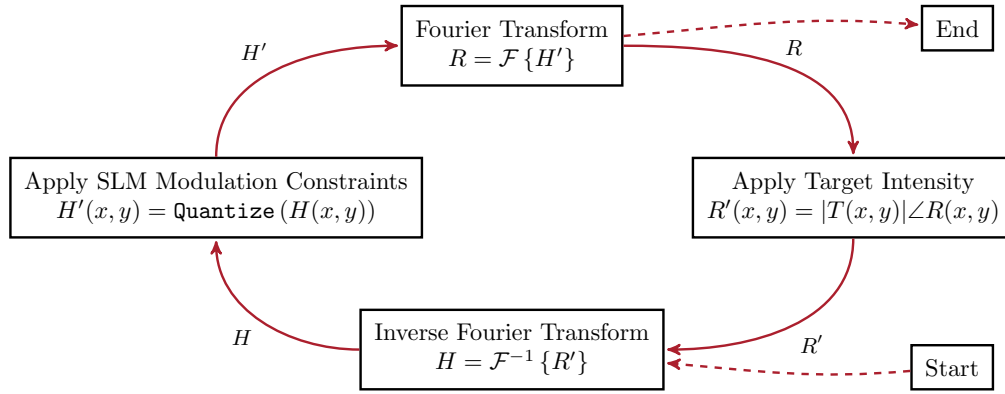 Fourier Transform
R = ℱ {H′}
End
H′
R
Apply SLM Modulation Constraints
H′(x, y) = Quantize (H(x, y))
Apply Target Intensity
R′(x, y) = |T(x, y)|∠R(x, y)
H
R′
Inverse Fourier Transform
H = ℱ⁻¹ {R′}
Start